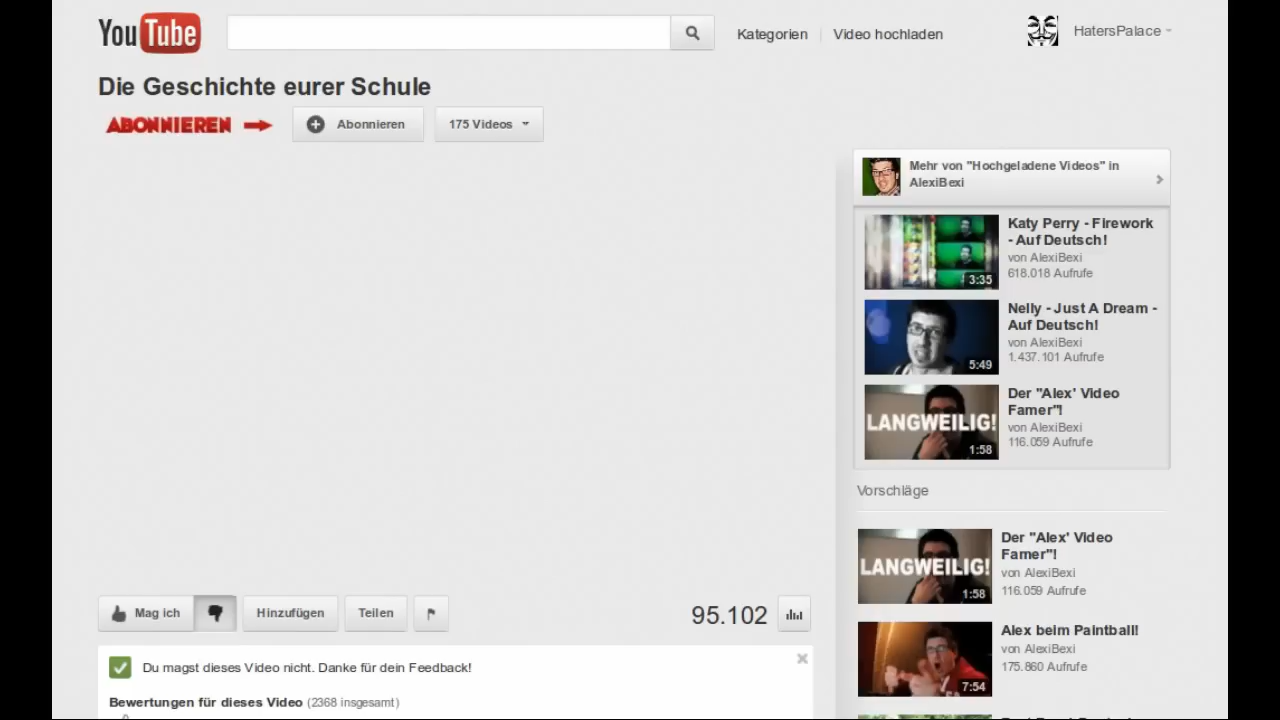 YouTube
Kategorien
Video hochladen
HatersPalace
Die Geschichte eurer Schule
ABONNIEREN
Abonnieren
175 Videos
Mehr von "Hochgeladene Videos" in
AlexiBexi
Katy Perry - Firework
- Auf Deutsch!
von AlexiBexi
618.018 Aufrufe
3:35
Nelly - Just A Dream -
Auf Deutsch!
von AlexiBexi
1.437.101 Aufrufe
5:49
Der "Alex' Video
Famer"!
von AlexiBexi
116.059 Aufrufe
LANGWEILIG!
1:58
Vorschläge
Der "Alex' Video
Famer"!
von AlexiBexi
116.059 Aufrufe
LANGWEILIG!
1:58
Alex beim Paintball!
von AlexiBexi
175.860 Aufrufe
7:54
Mag ich
Hinzufügen
Teilen
95.102
Du magst dieses Video nicht. Danke für dein Feedback!
Bewertungen für dieses Video (2368 insgesamt)